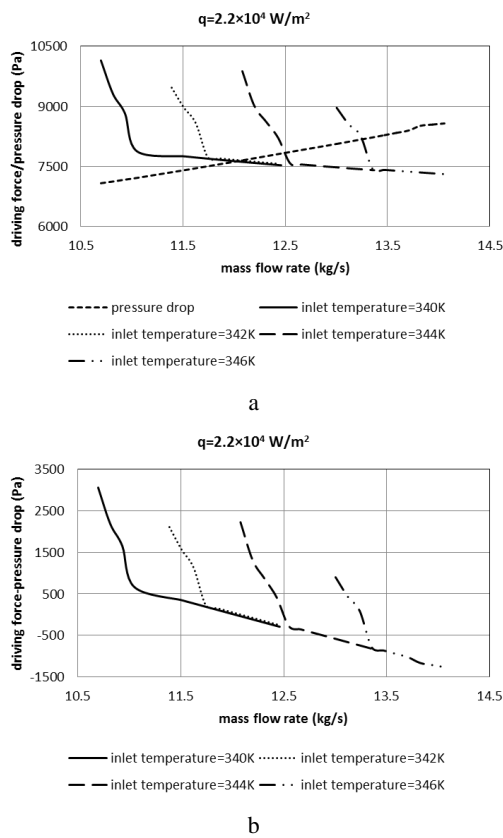 q=2.2×10⁴ W/m²
driving force/pressure drop (Pa)
10500
9000
7500
6000
10.5 11.5 12.5 13.5 14.5
mass flow rate (kg/s)
pressure drop inlet temperature=340K
inlet temperature=342K inlet temperature=344K
inlet temperature=346K
a
q=2.2×10⁴ W/m²
driving force-pressure drop (Pa)
3500
2500
1500
500
-500
-1500
10.5 11.5 12.5 13.5 14.5
mass flow rate (kg/s)
inlet temperature=340K inlet temperature=342K
inlet temperature=344K inlet temperature=346K
b